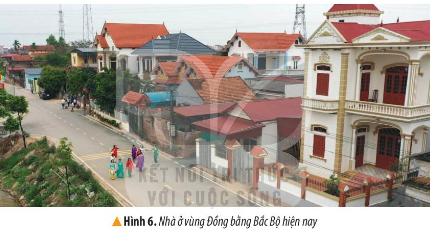 KẾT NỐI TRI THỨC
VỚI CUỘC SỐNG
▲ Hình 6. Nhà ở vùng Đồng bằng Bắc Bộ hiện nay